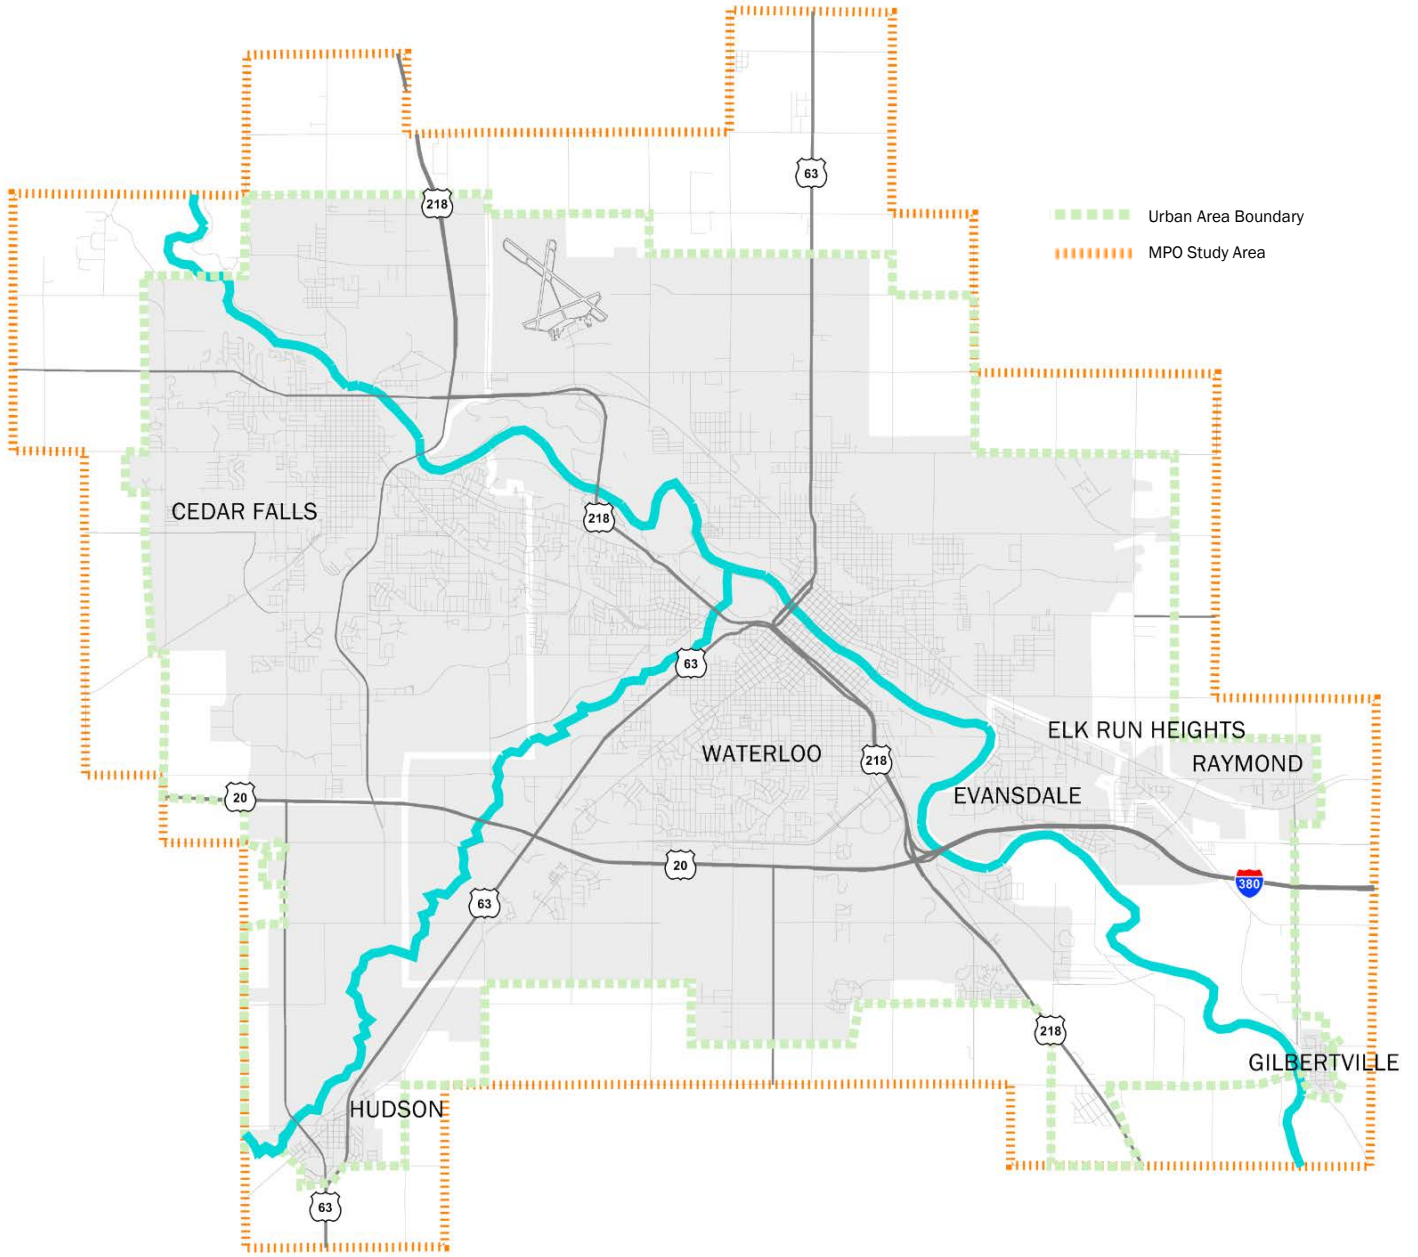 63
218
Urban Area Boundary
MPO Study Area
CEDAR FALLS
218
63
ELK RUN HEIGHTS
WATERLOO
218
RAYMOND
EVANSDALE
20
20
380
63
218
GILBERTVILLE
HUDSON
63